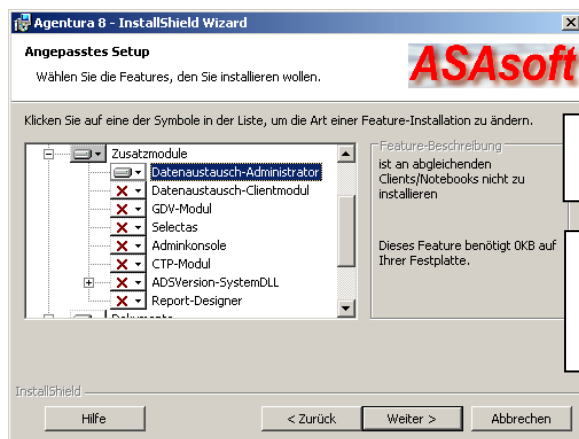 Agentura 8 - InstallShield Wizard
Angepasstes Setup
Wählen Sie die Features, den Sie installieren wollen.
ASAsoft
Klicken Sie auf eine der Symbole in der Liste, um die Art einer Feature-Installation zu ändern.
Zusatzmodule
Datenaustausch-Administrator
Datenaustausch-Clientmodul
GDV-Modul
Selectas
Adminkonsole
CTP-Modul
ADSVersion-SystemDLL
Report-Designer
Dokumente
Feature-Beschreibung
ist an abgleichenden
Clients/Notebooks nicht zu
installieren
Dieses Feature benötigt 0KB auf
Ihrer Festplatte.
InstallShield
Hilfe
< Zurück
Weiter >
Abbrechen